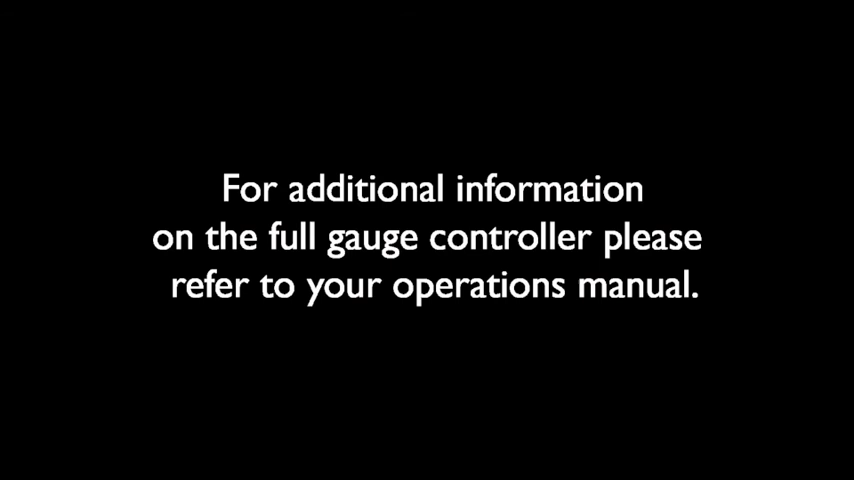 For additional information
on the full gauge controller please
refer to your operations manual.